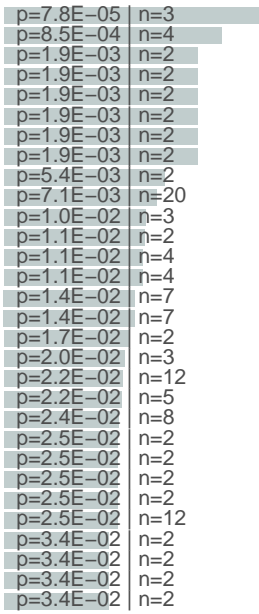 p=7.8E−05 | n=3
p=8.5E−04 | n=4
p=1.9E−03 | n=2
p=1.9E−03 | n=2
p=1.9E−03 | n=2
p=1.9E−03 | n=2
p=1.9E−03 | n=2
p=1.9E−03 | n=2
p=5.4E−03 | n=2
p=7.1E−03 | n=20
p=1.0E−02 | n=3
p=1.1E−02 | n=2
p=1.1E−02 | n=4
p=1.1E−02 | n=4
p=1.4E−02 | n=7
p=1.4E−02 | n=7
p=1.7E−02 | n=2
p=2.0E−02 | n=3
p=2.2E−02 | n=12
p=2.2E−02 | n=5
p=2.4E−02 | n=8
p=2.5E−02 | n=2
p=2.5E−02 | n=2
p=2.5E−02 | n=2
p=2.5E−02 | n=2
p=2.5E−02 | n=12
p=3.4E−02 | n=2
p=3.4E−02 | n=2
p=3.4E−02 | n=2
p=3.4E−02 | n=2